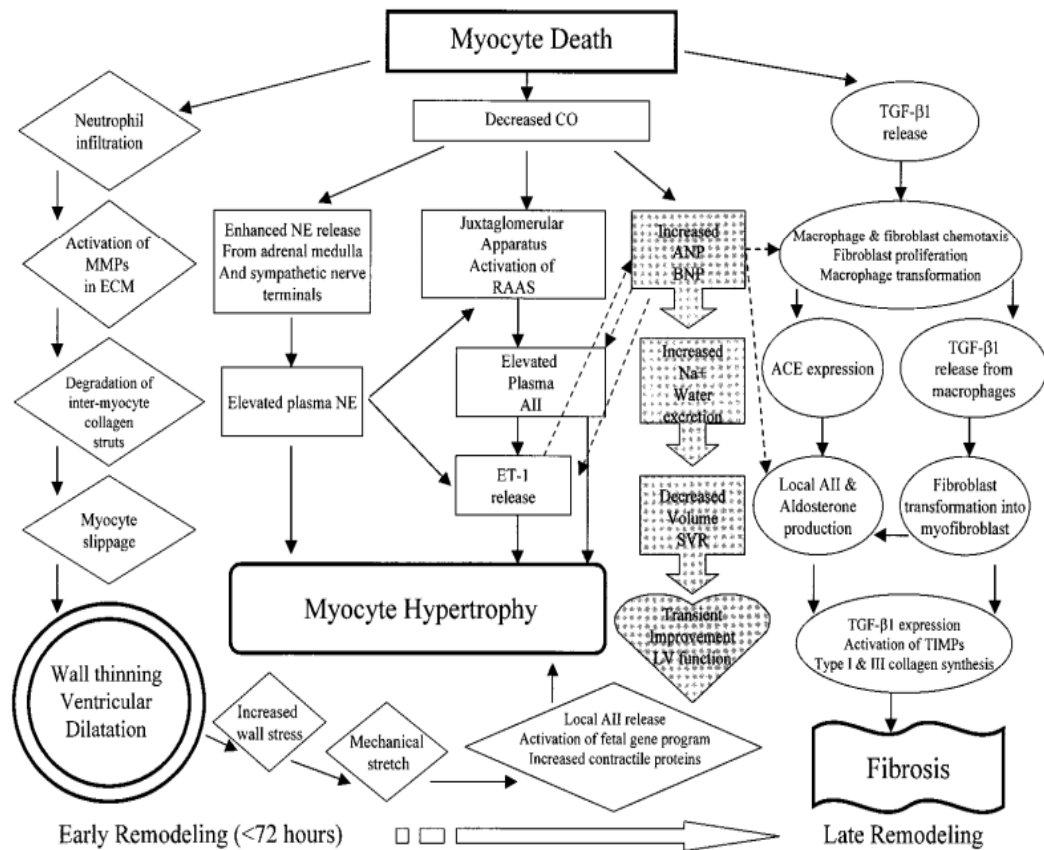 Myocyte Death
Neutrophil
infiltration
Decreased CO
TGF-β1
release
Activation of
MMPs
in ECM
Enhanced NE release
From adrenal medulla
And sympathetic nerve
terminals
Juxtaglomerular
Apparatus
Activation of
RAAS
Increased
ANP
BNP
Macrophage & fibroblast chemotaxis
Fibroblast proliferation
Macrophage transformation
Degradation of
inter-myocyte
collagen
struts
Elevated plasma NE
Elevated
Plasma
AII
Increased
Na+
Water
excretion
ACE expression
TGF-β1
release from
macrophages
Myocyte
slippage
ET-1
release
Decreased
Volume
SVR
Local AII &
Aldosterone
production
Fibroblast
transformation into
myofibroblast
Myocyte Hypertrophy
Transient
Improvement
LV function
TGF-β1 expression
Activation of TIMPs
Type I & III collagen synthesis
Wall thinning
Ventricular
Dilatation
Increased
wall stress
Mechanical
stretch
Local AII release
Activation of fetal gene program
Increased contractile proteins
Fibrosis
Early Remodeling (<72 hours)
Late Remodeling